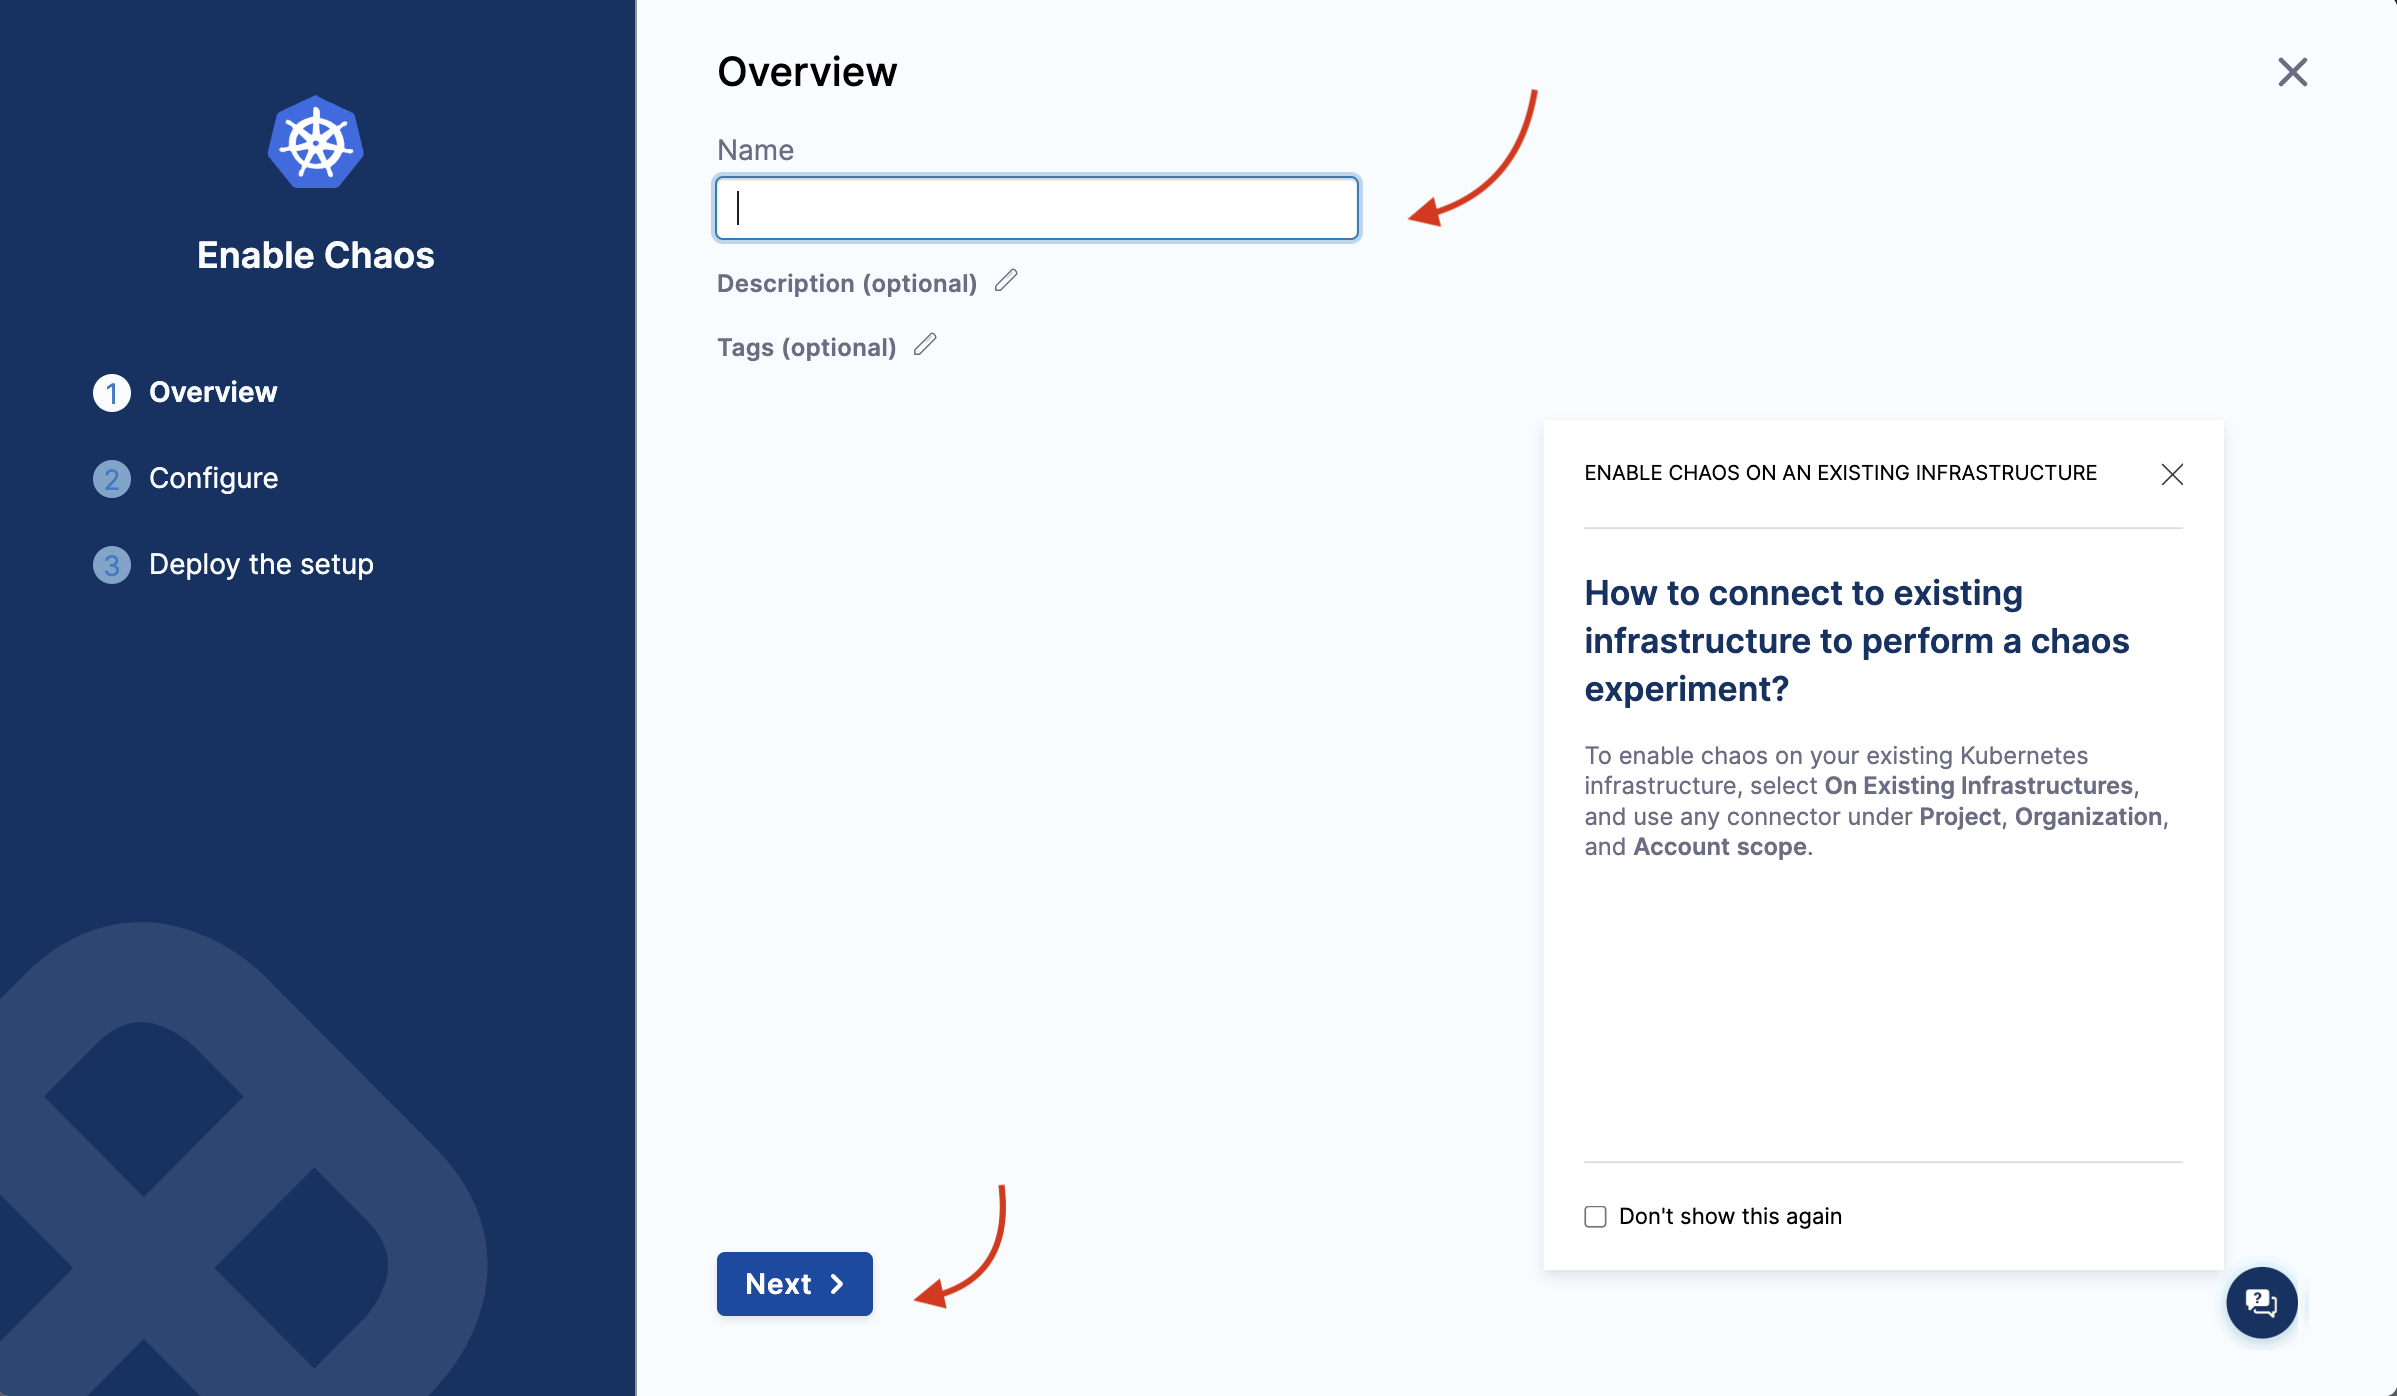 Enable Chaos
1 Overview
2 Configure
3 Deploy the setup
Overview
Name
Description (optional)
Tags (optional)
Next
ENABLE CHAOS ON AN EXISTING INFRASTRUCTURE
How to connect to existing
infrastructure to perform a chaos
experiment?
To enable chaos on your existing Kubernetes
infrastructure, select On Existing Infrastructures,
and use any connector under Project, Organization,
and Account scope.
Don't show this again
?